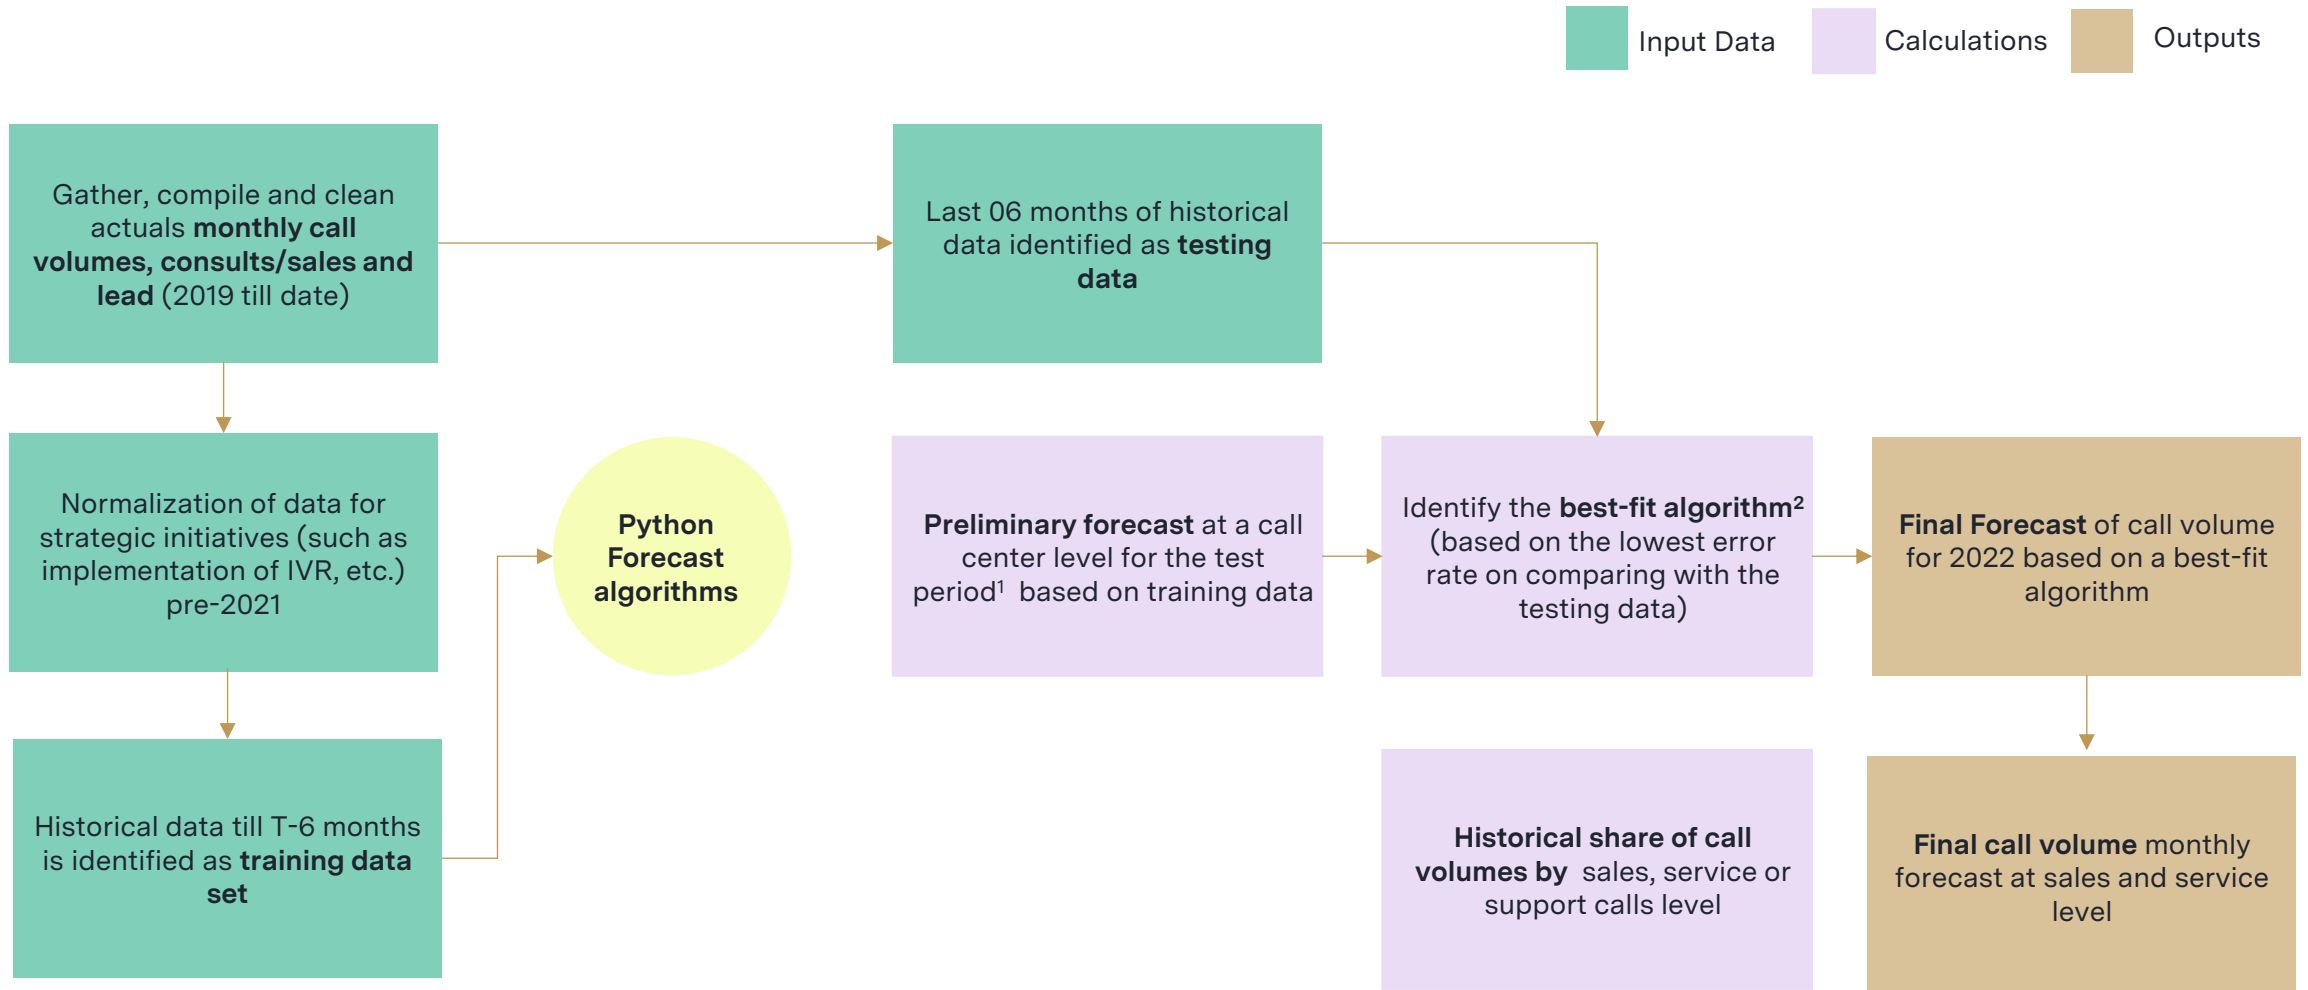 Input Data
Calculations
Outputs
Gather, compile and clean
actuals monthly call
volumes, consults/sales and
lead (2019 till date)
Last 06 months of historical
data identified as testing
data
Normalization of data for
strategic initiatives (such as
implementation of IVR, etc.)
pre-2021
Python
Forecast
algorithms
Preliminary forecast at a call
center level for the test
period¹ based on training data
Identify the best-fit algorithm²
(based on the lowest error
rate on comparing with the
testing data)
Final Forecast of call volume
for 2022 based on a best-fit
algorithm
Historical data till T-6 months
is identified as training data
set
Historical share of call
volumes by sales, service or
support calls level
Final call volume monthly
forecast at sales and service
level